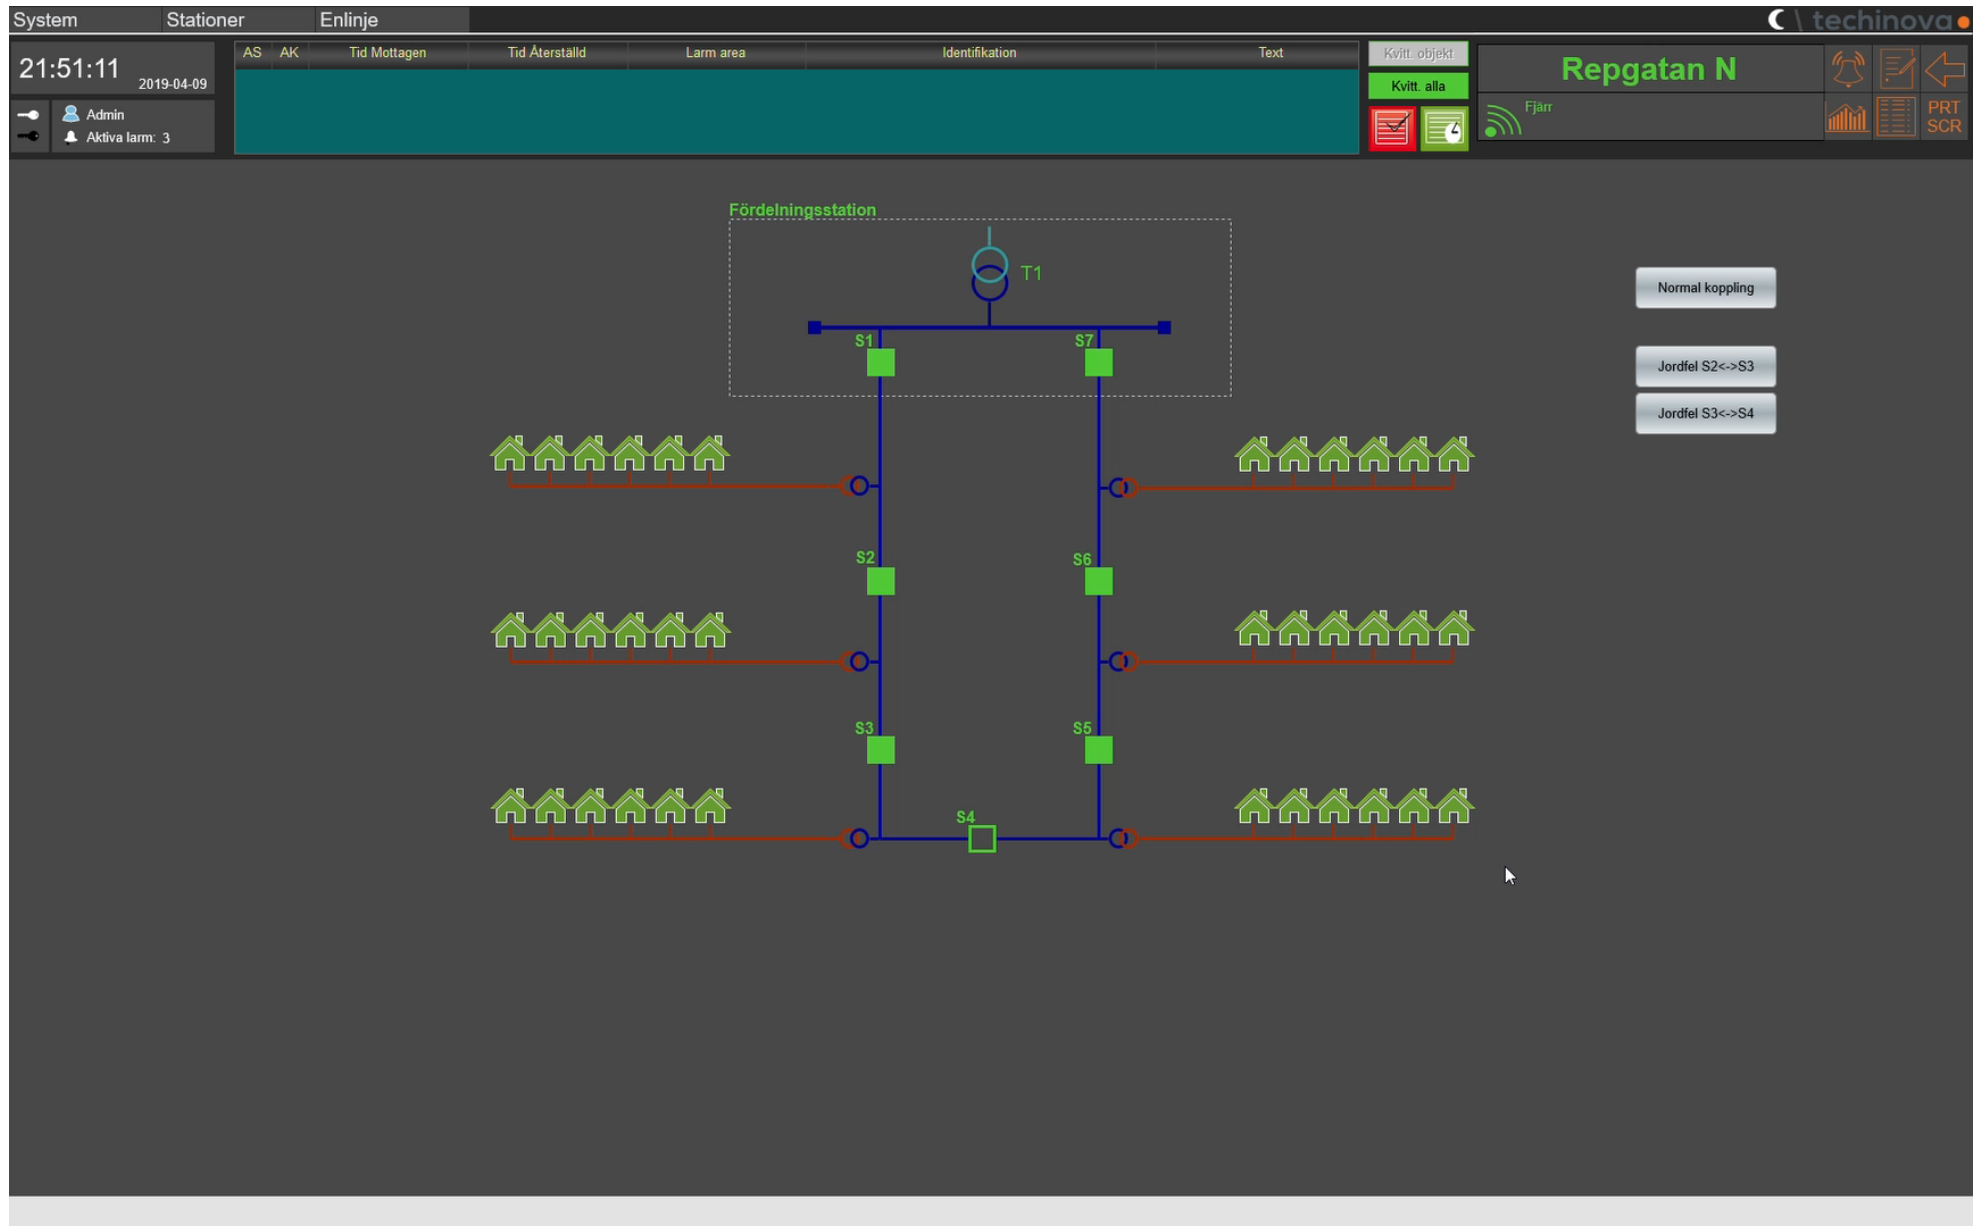 System Stationer Enlinje
\ techinova
21:51:11
2019-04-09
Admin
Aktiva larm: 3
AS AK Tid Mottagen Tid Återställd Larm area Identifikation Text
Kvitt. objekt
Kvitt. alla
Repgatan N
Fjärr
PRT
SCR
Fördelningsstation
T1
S1 S7
Normal koppling
Jordfel S2<->S3
Jordfel S3<->S4
S2 S6
S3 S5
S4